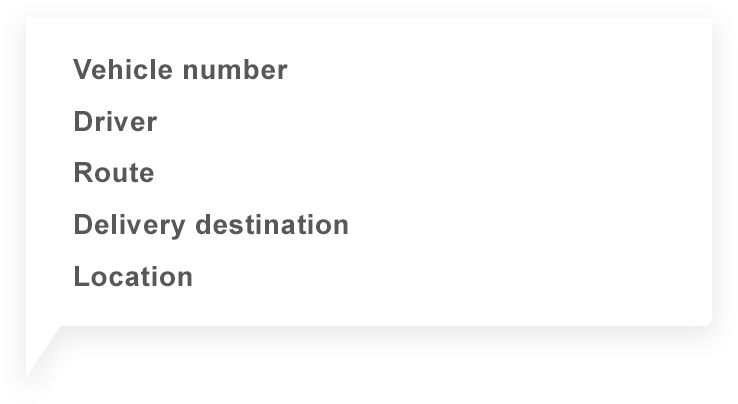 Vehicle number
Driver
Route
Delivery destination
Location